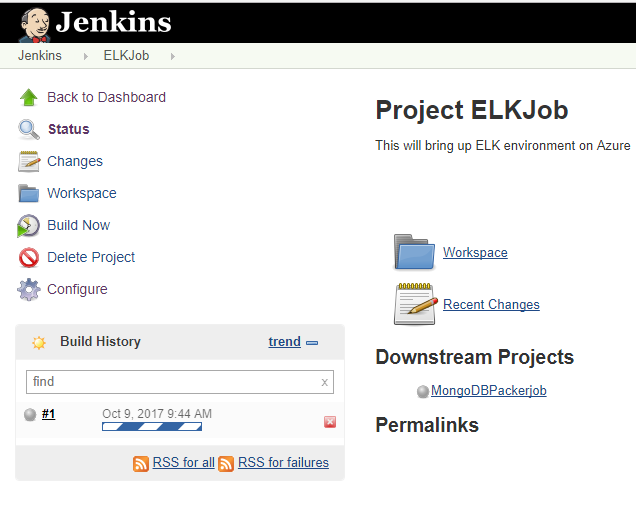 Jenkins
Jenkins ELKJob
Back to Dashboard
Status
Changes
Workspace
Build Now
Delete Project
Configure
Build History trend
find x
#1 Oct 9, 2017 9:44 AM
RSS for all RSS for failures
Project ELKJob
This will bring up ELK environment on Azure
Workspace
Recent Changes
Downstream Projects
MongoDBPackerjob
Permalinks